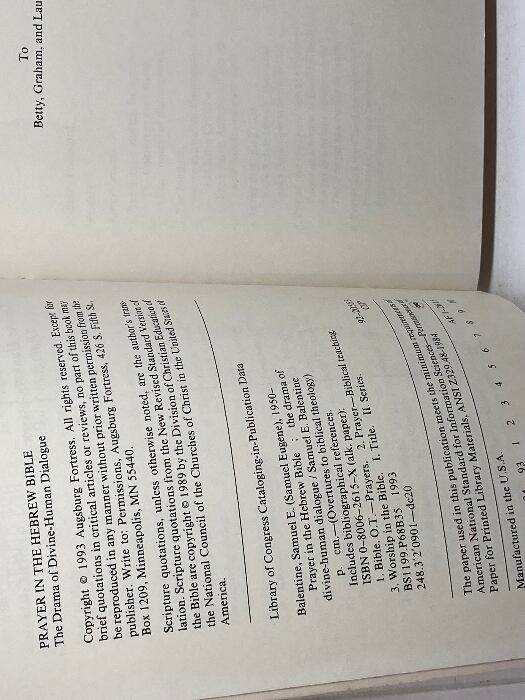 PRAYER IN THE HEBREW BIBLE
The Drama of Divine-Human Dialogue
Copyright © 1993 Augsburg Fortress. All rights reserved. Except for
brief quotations in critical articles or reviews, no part of this book may
be reproduced in any manner without prior written permission from the
publisher. Write to: Permissions, Augsburg Fortress, 426 S. Fifth St.,
Box 1209, Minneapolis, MN 55440.
Scripture quotations, unless otherwise noted, are the author's trans-
lation. Scripture quotations from the New Revised Standard Version of
the Bible are copyright © 1989 by the Division of Christian Education of
the National Council of the Churches of Christ in the United States of
America.
Library of Congress Cataloging-in-Publication Data
Balentine, Samuel E. (Samuel Eugene), 1950–
Prayer in the Hebrew Bible : the drama of
divine-human dialogue / Samuel E. Balentine
p. cm.—(Overtures to biblical theology)
Includes bibliographical references.
ISBN 0-8006-2615-X (alk. paper).
1. Bible. O.T.—Prayers. 2. Prayer—Biblical teaching.
3. Worship in the Bible. I. Title. II. Series.
BS1199.P68B35 1993
248.3'2'0901—dc20
CIP
The paper used in this publication meets the minimum requirements of
American National Standard for Information Sciences—
Paper for Printed Library Materials, ANSI Z329.48-1984.
Manufactured in the U.S.A.
93 1 2 3 4 5 6 7 8 9
To
Betty, Graham, and